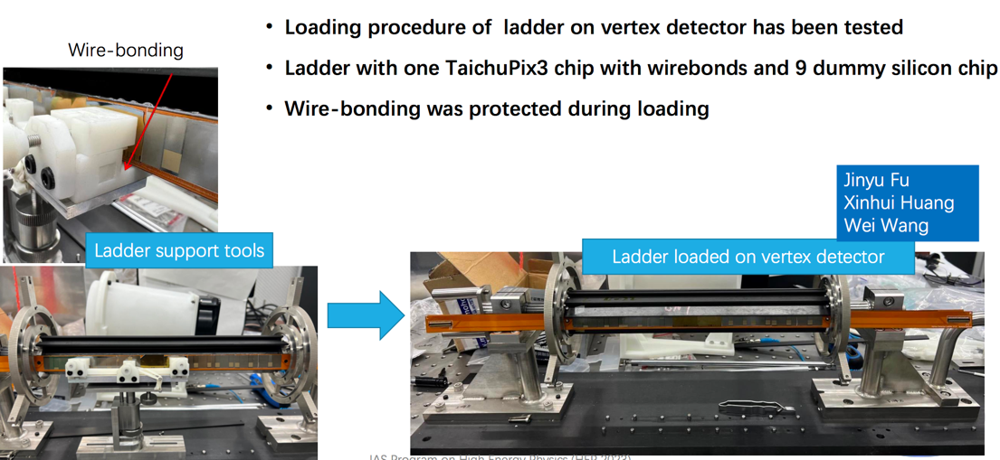 • Loading procedure of ladder on vertex detector has been tested
Wire-bonding
• Ladder with one TaichuPix3 chip with wirebonds and 9 dummy silicon chip
• Wire-bonding was protected during loading
Jinyu Fu
Xinhui Huang
Wei Wang
Ladder support tools
Ladder loaded on vertex detector
IAS Program on High Energy Physics (HEP 2023)